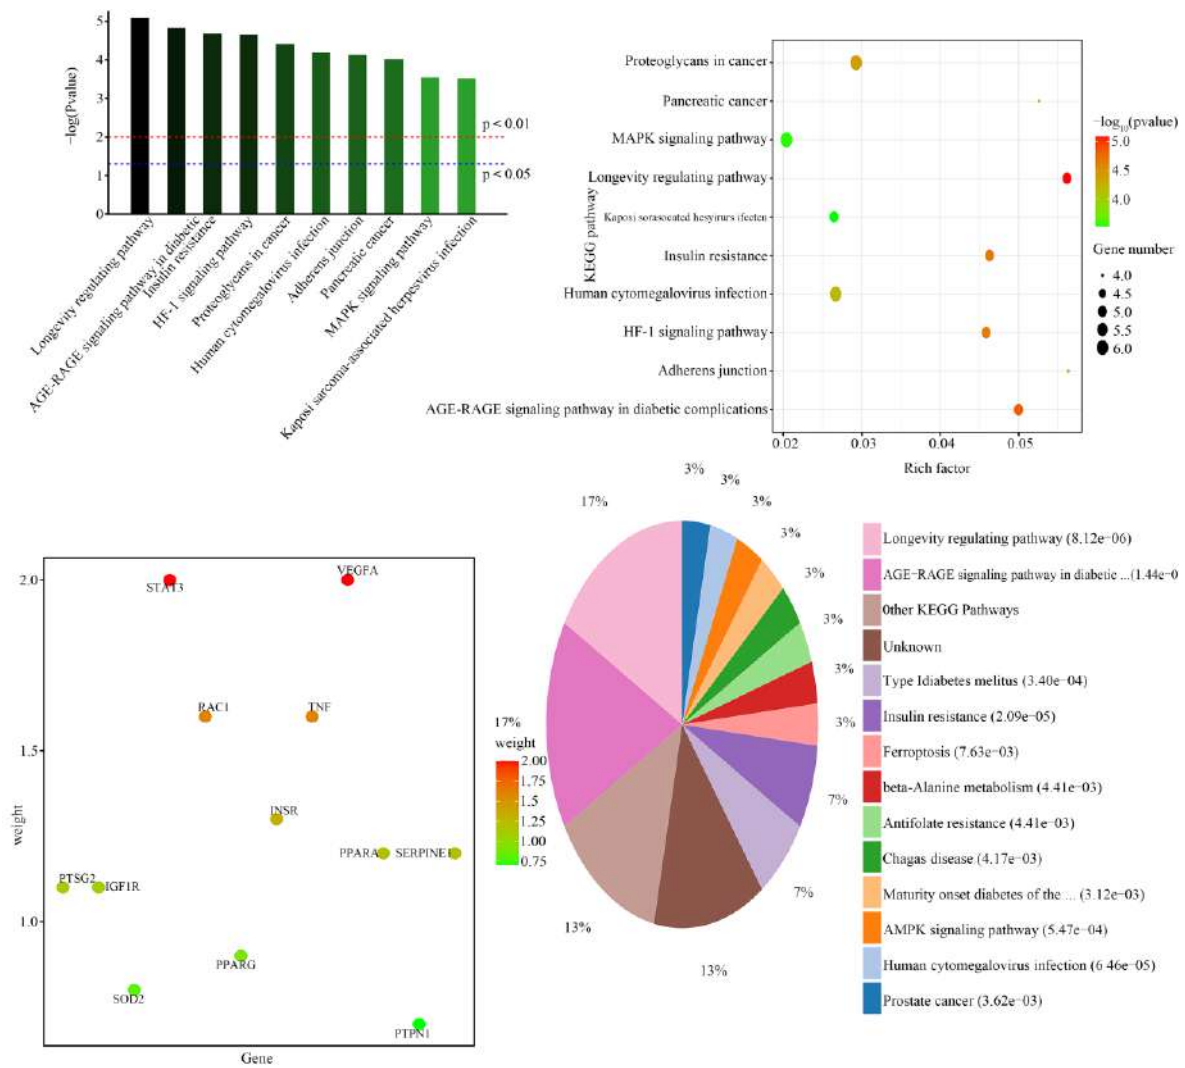 5
4
3
2
1
0
−log(Pvalue)
p < 0.01
p < 0.05
Longevity regulating pathway
AGE-RAGE signaling pathway in diabetic
Insulin resistance
HF-1 signaling pathway
Proteoglycans in cancer
Human cytomegalovirus infection
Adherens junction
Pancreatic cancer
MAPK signaling pathway
Kaposi sarcoma-associated herpesvirus infection
KEGG pathway
Proteoglycans in cancer
Pancreatic cancer
MAPK signaling pathway
Longevity regulating pathway
Kaposi sorasocated hesyirurs ifecten
Insulin resistance
Human cytomegalovirus infection
HF-1 signaling pathway
Adherens junction
AGE-RAGE signaling pathway in diabetic complications
0.02 0.03 0.04 0.05
Rich factor
−log10(pvalue)
5.0
4.0
Gene number
4.0
4.5
5.0
5.5
6.0
weight
2.0
1.5
1.0
STAT3
VEGFA
RAC1
TNF
INSR
PPARA
SERPINE1
PTSG2
IGF1R
PPARG
SOD2
PTPN1
Gene
weight
2.00
1.75
1.50
1.25
1.00
0.75
3%
3%
3%
3%
3%
3%
3%
3%
7%
7%
13%
13%
17%
17%
Longevity regulating pathway (8.12e−06)
AGE-RAGE signaling pathway in diabetic ...(1.44e-0
Other KEGG Pathways
Unknown
Type Idiabetes melitus (3.40e−04)
Insulin resistance (2.09e−05)
Ferroptosis (7.63e−03)
beta-Alanine metabolism (4.41e−03)
Antifolate resistance (4.41e−03)
Chagas disease (4.17e−03)
Maturity onset diabetes of the ... (3.12e−03)
AMPK signaling pathway (5.47e−04)
Human cytomegalovirus infection (6 46e−05)
Prostate cancer (3.62e−03)